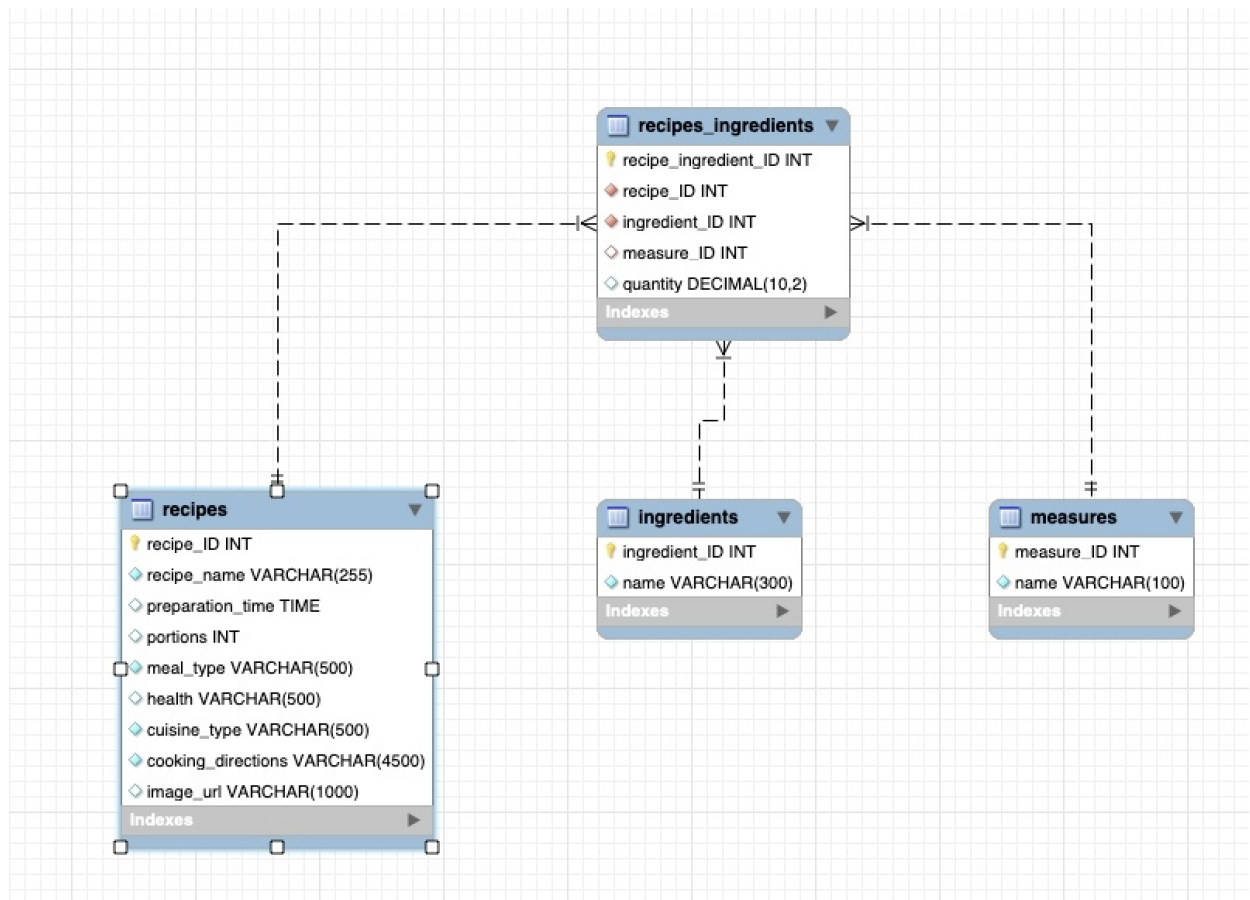 recipes_ingredients
recipe_ingredient_ID INT
recipe_ID INT
ingredient_ID INT
measure_ID INT
quantity DECIMAL(10,2)
Indexes
recipes
recipe_ID INT
recipe_name VARCHAR(255)
preparation_time TIME
portions INT
meal_type VARCHAR(500)
health VARCHAR(500)
cuisine_type VARCHAR(500)
cooking_directions VARCHAR(4500)
image_url VARCHAR(1000)
Indexes
ingredients
ingredient_ID INT
name VARCHAR(300)
Indexes
measures
measure_ID INT
name VARCHAR(100)
Indexes